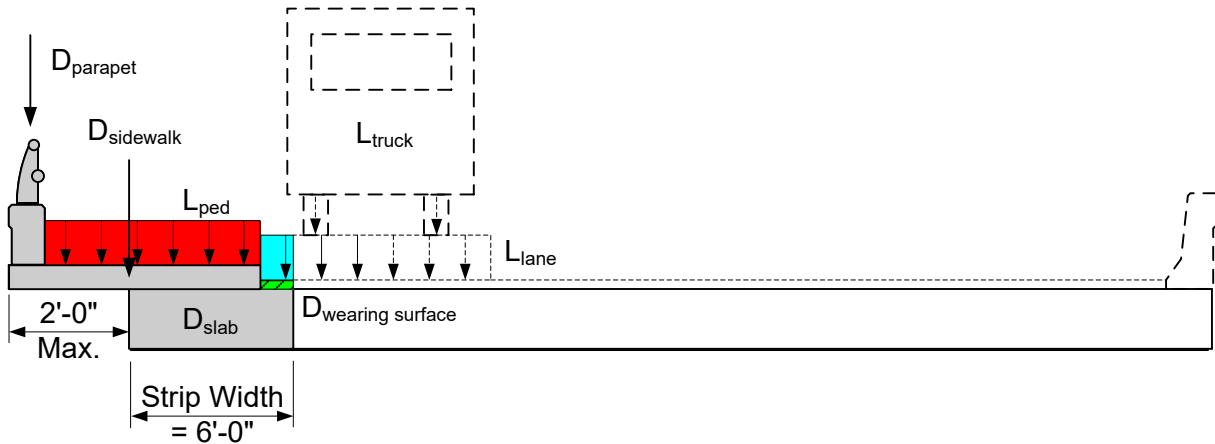 Dparapet
Dsidewalk
Ltruck
Lped
Llane
2'-0"
Max.
Dslab
Dwearing surface
Strip Width
= 6'-0"